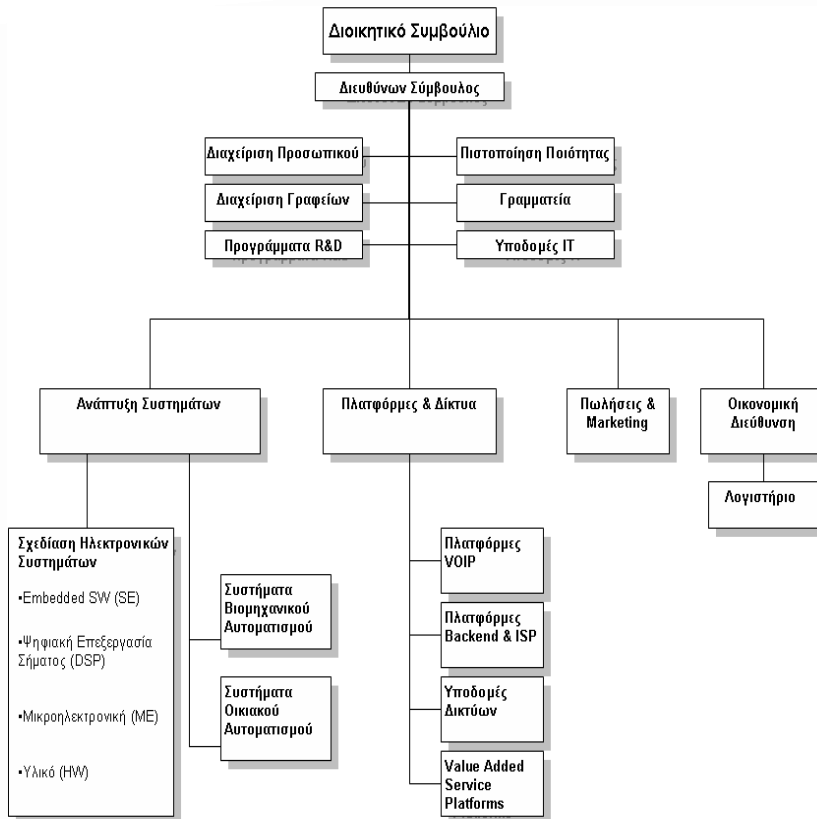 Διοικητικό Συμβούλιο
Διευθύνων Σύμβουλος
Διαχείριση Προσωπικού
Πιστοποίηση Ποιότητας
Διαχείριση Γραφείων
Γραμματεία
Προγράμματα R&D
Υποδομές IT
Ανάπτυξη Συστημάτων
Πλατφόρμες & Δίκτυα
Πωλήσεις &
Marketing
Οικονομική
Διεύθυνση
Λογιστήριο
Σχεδίαση Ηλεκτρονικών
Συστημάτων
▪Embedded SW (SE)
▪Ψηφιακή Επεξεργασία
Σήματος (DSP)
▪Μικροηλεκτρονική (ME)
▪Υλικό (HW)
Συστήματα
Βιομηχανικού
Αυτοματισμού
Συστήματα
Οικιακού
Αυτοματισμού
Πλατφόρμες
VOIP
Πλατφόρμες
Backend & ISP
Υποδομές
Δικτύων
Value Added
Service
Platforms